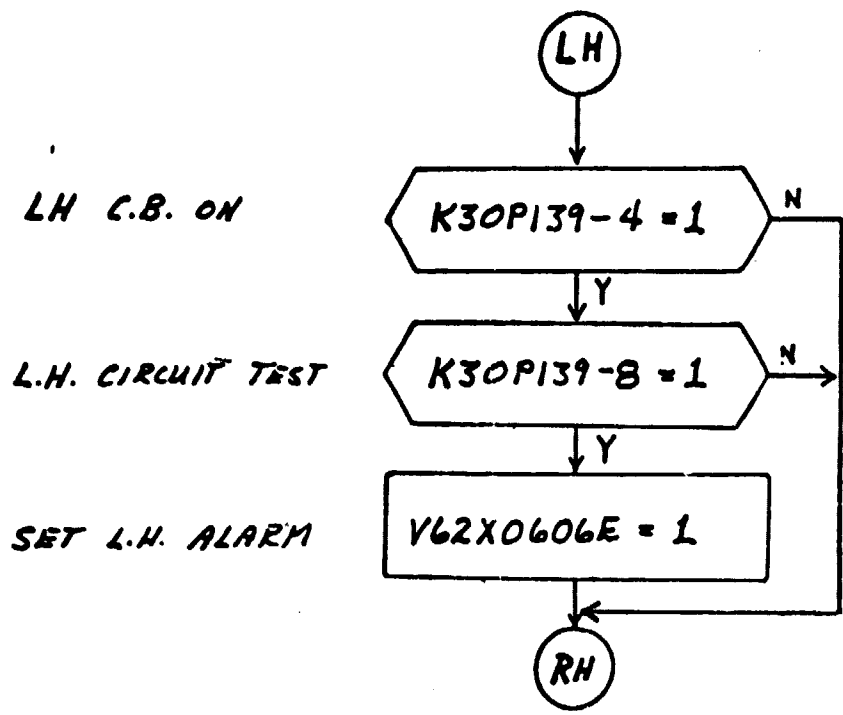 LH
LH C.B. ON
K30P139-4 = 1
N
Y
L.H. CIRCUIT TEST
K30P139-8 = 1
N
Y
SET L.H. ALARM
V62X0606E = 1
RH